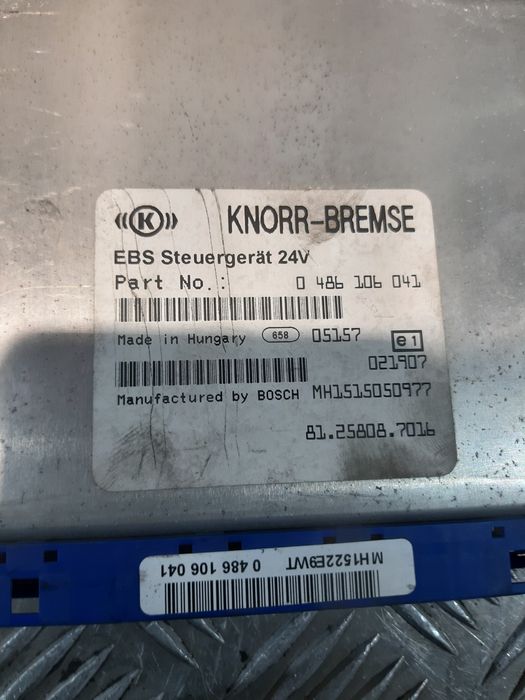 ((K)) KNORR-BREMSE
EBS Steuergerät 24V
Part No.: 0 486 106 041
Made in Hungary 658 05157 e1
021907
Manufactured by BOSCH MH1515050977
81.25808.7016
MH1522E9WT
0 486 106 041